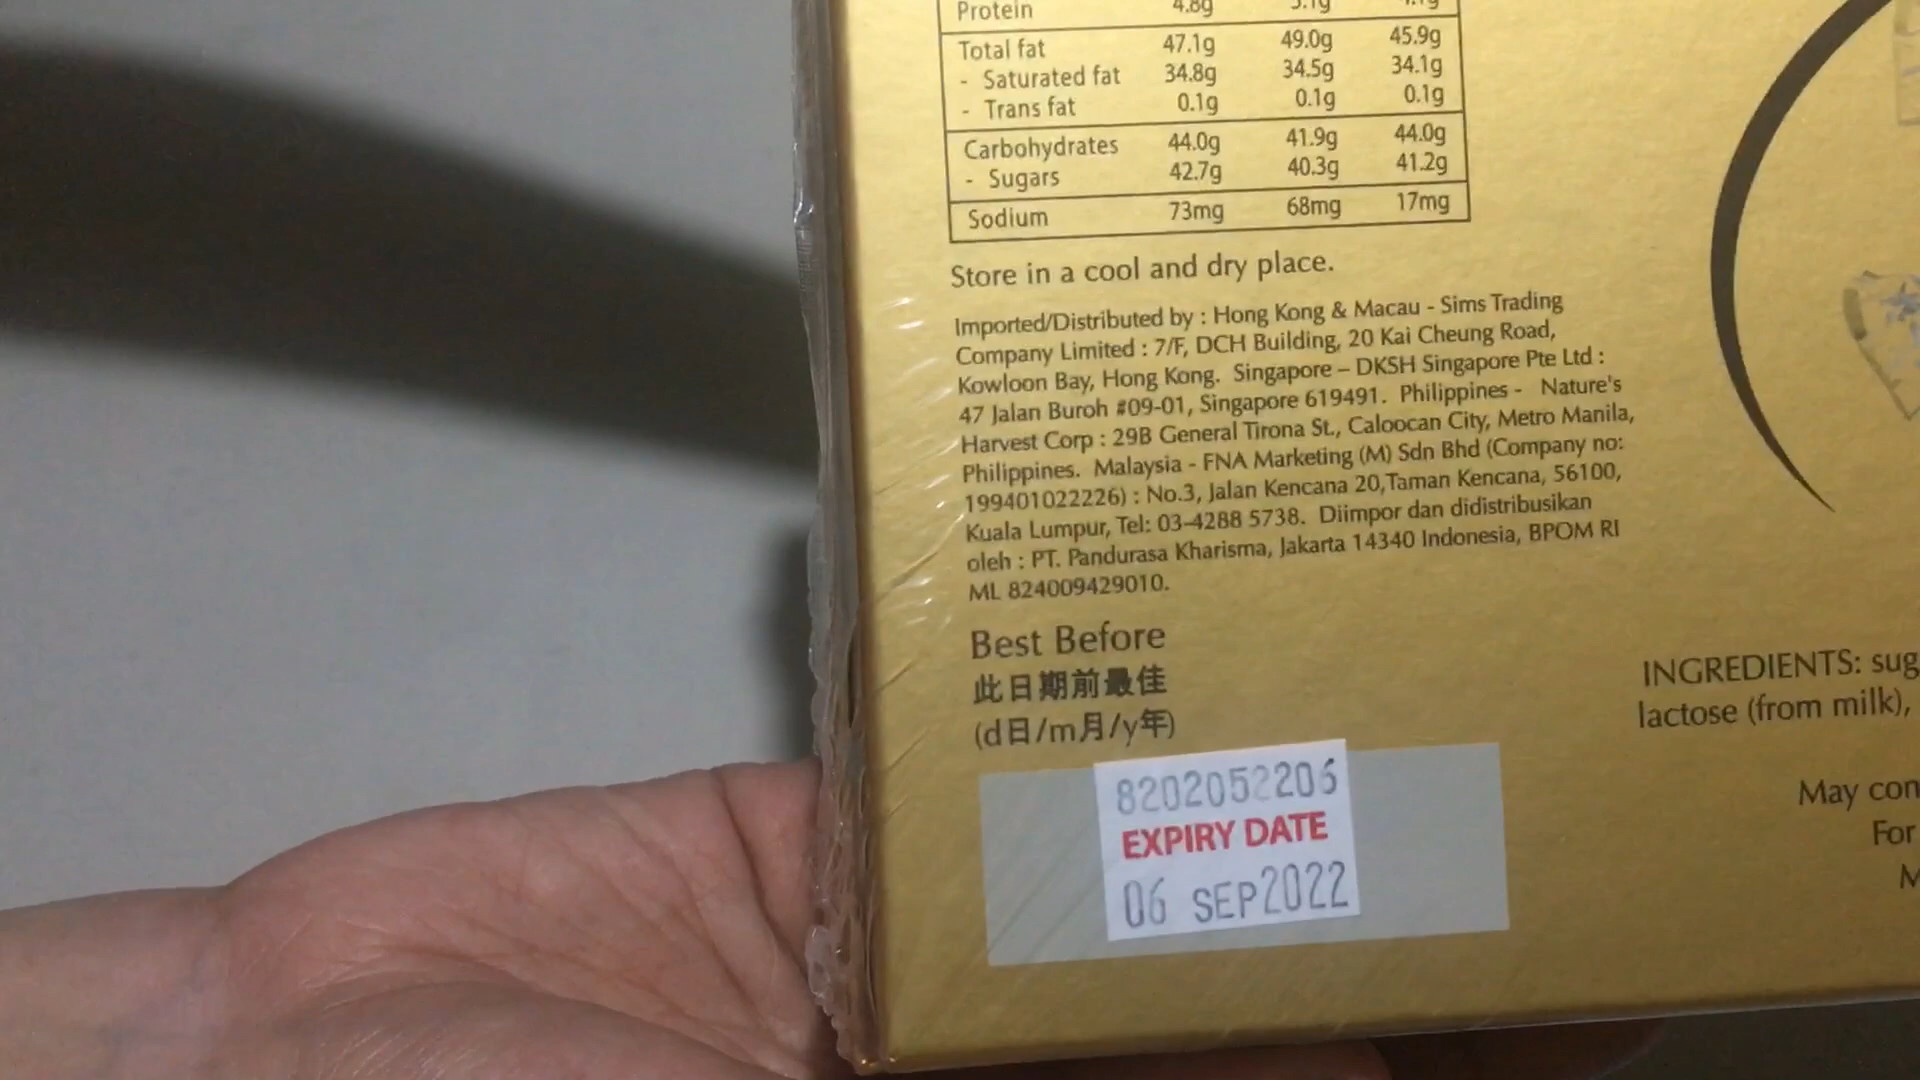 Protein 4.8g 5.1g 4.1g
Total fat 47.1g 49.0g 45.9g
- Saturated fat 34.8g 34.5g 34.1g
- Trans fat 0.1g 0.1g 0.1g
Carbohydrates 44.0g 41.9g 44.0g
- Sugars 42.7g 40.3g 41.2g
Sodium 73mg 68mg 17mg
Store in a cool and dry place.
Imported/Distributed by : Hong Kong & Macau - Sims Trading
Company Limited : 7/F, DCH Building, 20 Kai Cheung Road,
Kowloon Bay, Hong Kong. Singapore – DKSH Singapore Pte Ltd :
47 Jalan Buroh #09-01, Singapore 619491. Philippines - Nature's
Harvest Corp : 29B General Tirona St., Caloocan City, Metro Manila,
Philippines. Malaysia - FNA Marketing (M) Sdn Bhd (Company no:
199401022226) : No.3, Jalan Kencana 20,Taman Kencana, 56100,
Kuala Lumpur, Tel: 03-4288 5738. Diimpor dan didistribusikan
oleh : PT. Pandurasa Kharisma, Jakarta 14340 Indonesia, BPOM RI
ML 824009429010.
Best Before
此日期前最佳
(d日/m月/y年)
8202052206
EXPIRY DATE
06 SEP2022
INGREDIENTS: sug
lactose (from milk),
May con
For
M